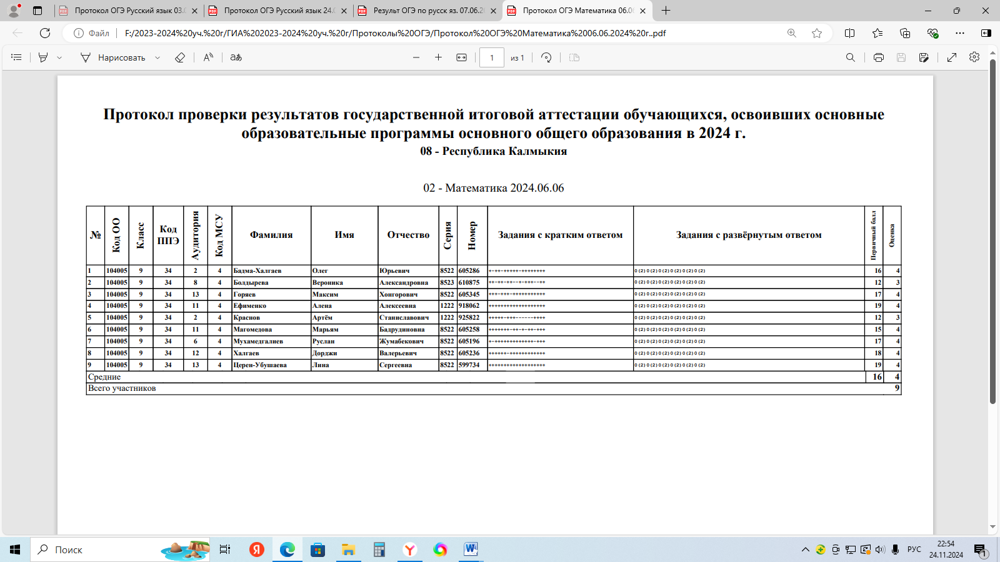 Протокол ОГЭ Русский язык 03.0
Протокол ОГЭ Русский язык 24.0
Результ ОГЭ по русск яз. 07.06.20
Протокол ОГЭ Математика 06.06
Файл
F:/2023-2024%20уч.%20г/ГИА%202023-2024%20уч.%20г/Протоколы%20ОГЭ/Протокол%20ОГЭ%20Математика%2006.06.2024%20г..pdf
Нарисовать
аあ
1 из 1
Протокол проверки результатов государственной итоговой аттестации обучающихся, освоивших основные
образовательные программы основного общего образования в 2024 г.
08 - Республика Калмыкия
02 - Математика 2024.06.06
№ Код ОО Класс Код ППЭ Аудитория Код МСУ Фамилия Имя Отчество Серия Номер Задания с кратким ответом Задания с развёрнутым ответом Первичный балл Оценка
1 104005 9 34 2 4 Бадма-Халгаев Олег Юрьевич 8522 605286 +-++-+++++-++++++++ 0(2)0(2)0(2)0(2)0(2)0(2) 16 4
2 104005 9 34 8 4 Болдырева Вероника Александровна 8523 610875 ++-++-++--+-+++--++ 0(2)0(2)0(2)0(2)0(2)0(2) 12 3
3 104005 9 34 13 4 Горяев Максим Хонгорович 8522 605345 +++-+++-+++++++++++ 0(2)0(2)0(2)0(2)0(2)0(2) 17 4
4 104005 9 34 11 4 Ефименко Алена Алексеевна 1222 918062 +++++++++++++++++++ 0(2)0(2)0(2)0(2)0(2)0(2) 19 4
5 104005 9 34 2 4 Краснов Артём Станиславович 1222 925822 +++++-+++------++++ 0(2)0(2)0(2)0(2)0(2)0(2) 12 3
6 104005 9 34 11 4 Магомедова Марьям Бадрудиновна 8522 605258 +++++++-++-+-++-+++ 0(2)0(2)0(2)0(2)0(2)0(2) 15 4
7 104005 9 34 6 4 Мухамедгалиев Руслан Жумабекович 8522 605196 +-+++++++++++++-+++ 0(2)0(2)0(2)0(2)0(2)0(2) 17 4
8 104005 9 34 12 4 Халгаев Дорджи Валерьевич 8522 605236 ++++++-++++++++++++ 0(2)0(2)0(2)0(2)0(2)0(2) 18 4
9 104005 9 34 13 4 Церен-Убушаева Лина Сергеевна 8522 599734 +++++++++++++++++++ 0(2)0(2)0(2)0(2)0(2)0(2) 19 4
Средние 16 4
Всего участников 9
Поиск
РУС
22:54
24.11.2024
1